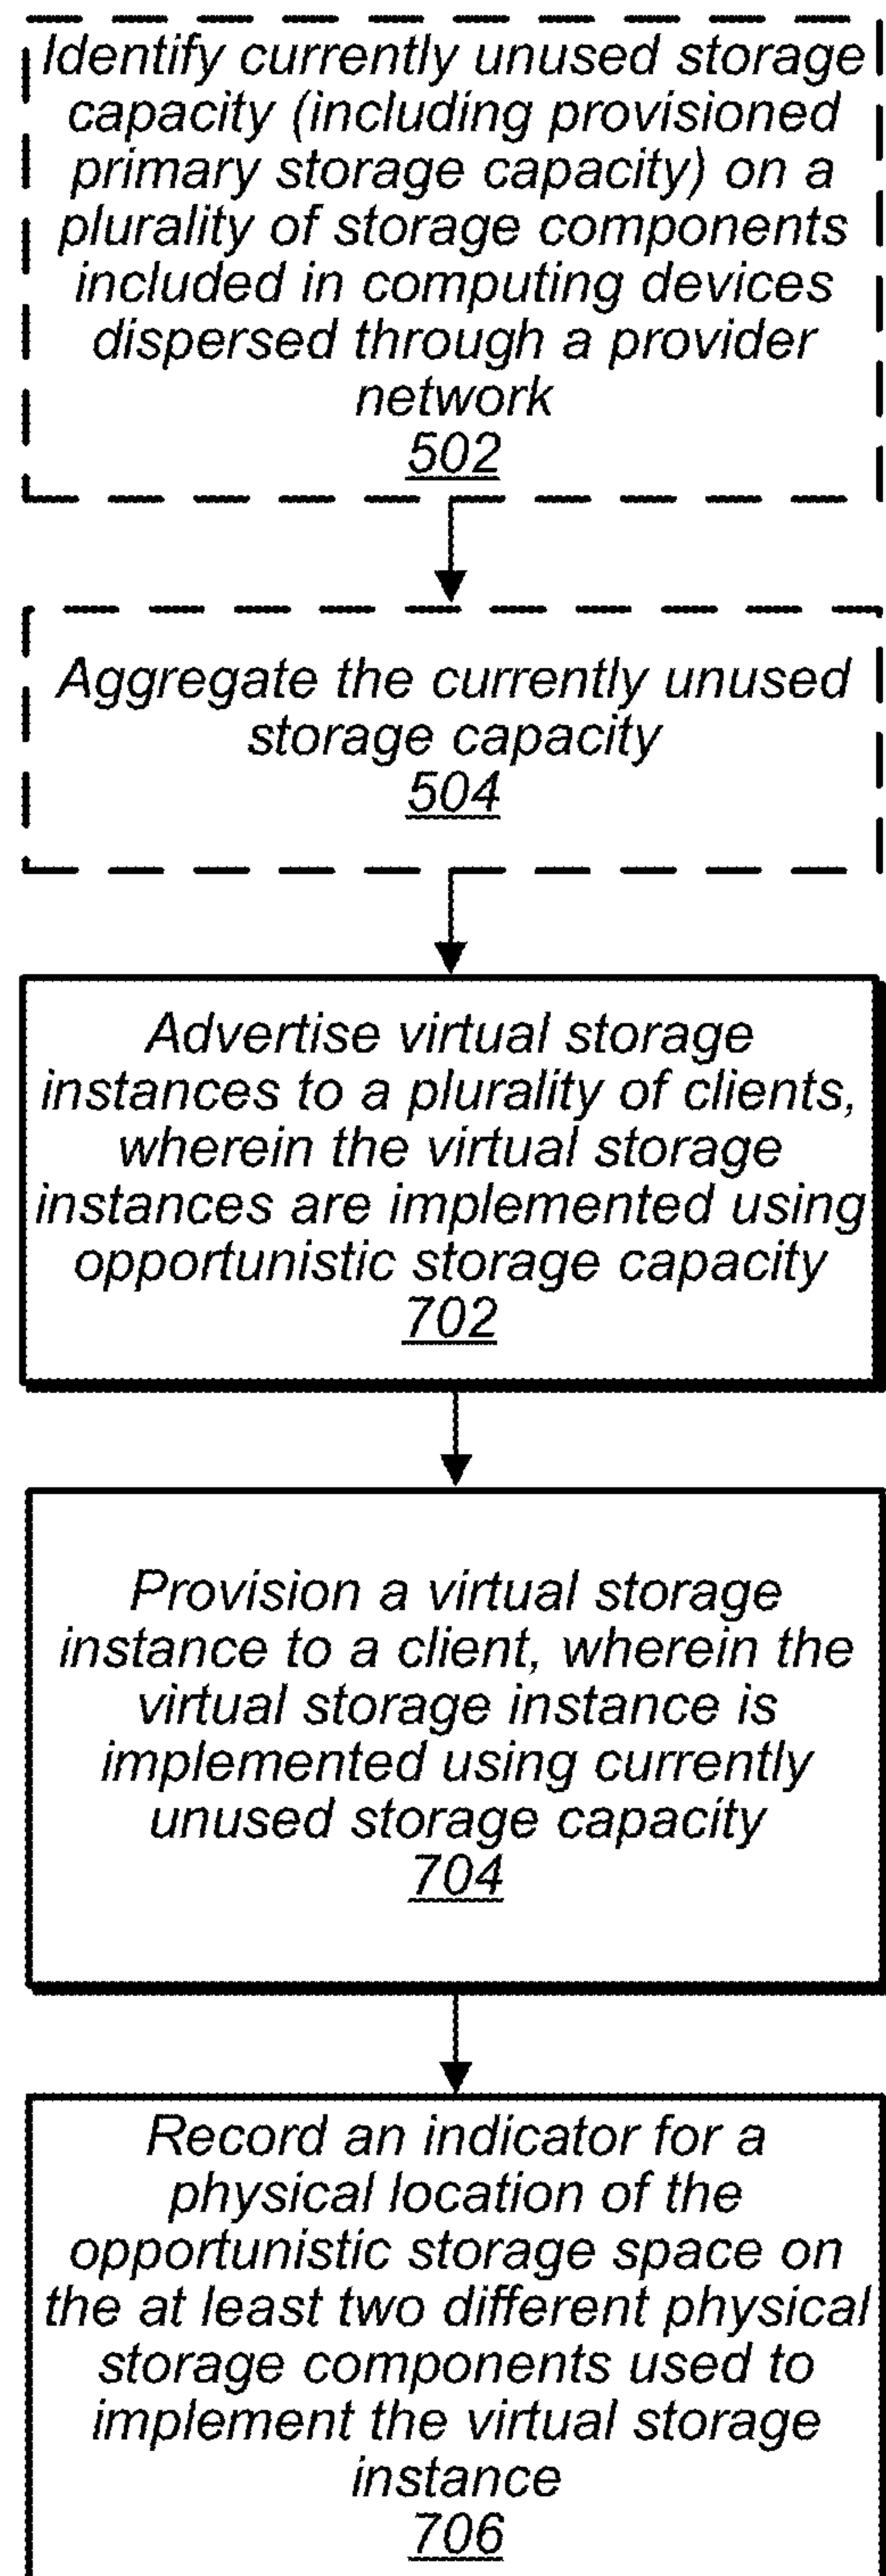 Identify currently unused storage
capacity (including provisioned
primary storage capacity) on a
plurality of storage components
included in computing devices
dispersed through a provider
network
502
Aggregate the currently unused
storage capacity
504
Advertise virtual storage
instances to a plurality of clients,
wherein the virtual storage
instances are implemented using
opportunistic storage capacity
702
Provision a virtual storage
instance to a client, wherein the
virtual storage instance is
implemented using currently
unused storage capacity
704
Record an indicator for a
physical location of the
opportunistic storage space on
the at least two different physical
storage components used to
implement the virtual storage
instance
706